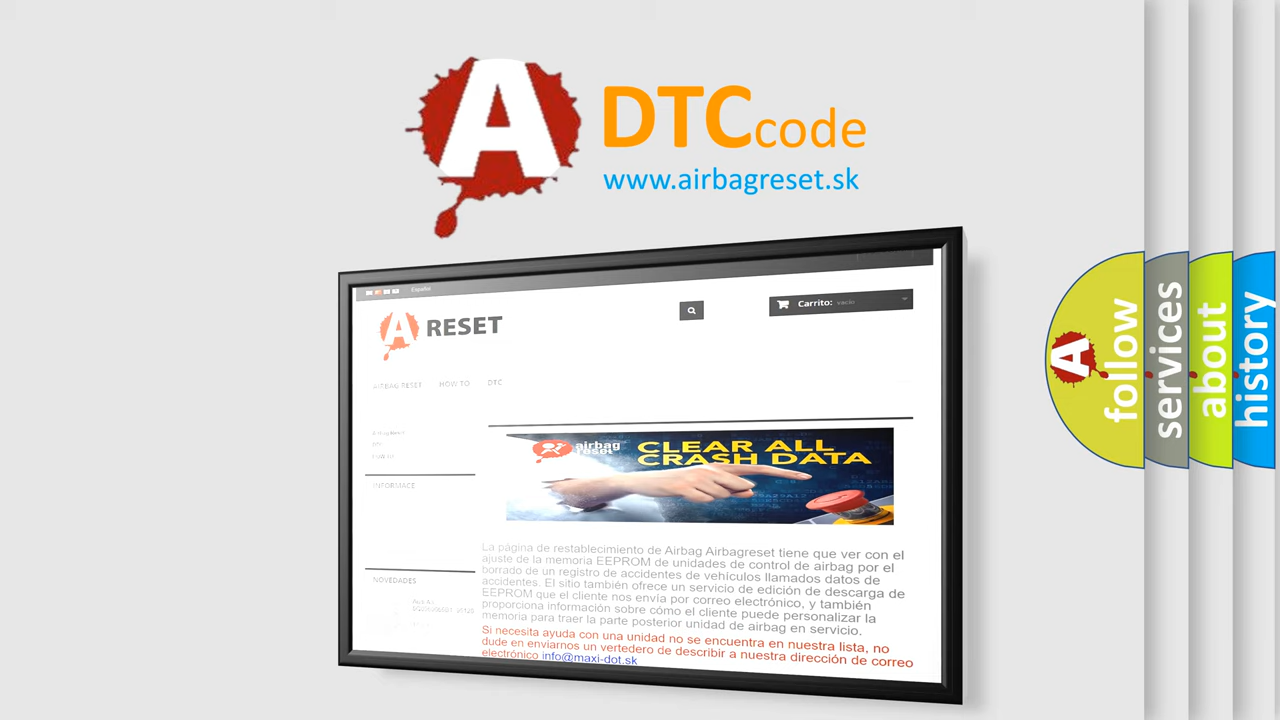 A
DTCcode
www.airbagreset.sk
Español
A RESET
Carrito: vacío
AIRBAG RESET HOW TO DTC
INFORMACE
airbag
reset
CLEAR ALL
CRASH DATA
La página de restablecimiento de Airbag Airbagreset tiene que ver con el
ajuste de la memoria EEPROM de unidades de control de airbag por el
borrado de un registro de accidentes de vehículos llamados datos de
accidentes. El sitio también ofrece un servicio de edición de descarga de
EEPROM que el cliente nos envía por correo electrónico, y también
proporciona información sobre cómo el cliente puede personalizar la
memoria para traer la parte posterior unidad de airbag en servicio.
Si necesita ayuda con una unidad no se encuentra en nuestra lista, no
dude en enviarnos un vertedero de describir a nuestra dirección de correo
electrónico info@maxi-dot.sk
NOVEDADES
A
follow
services
about
history